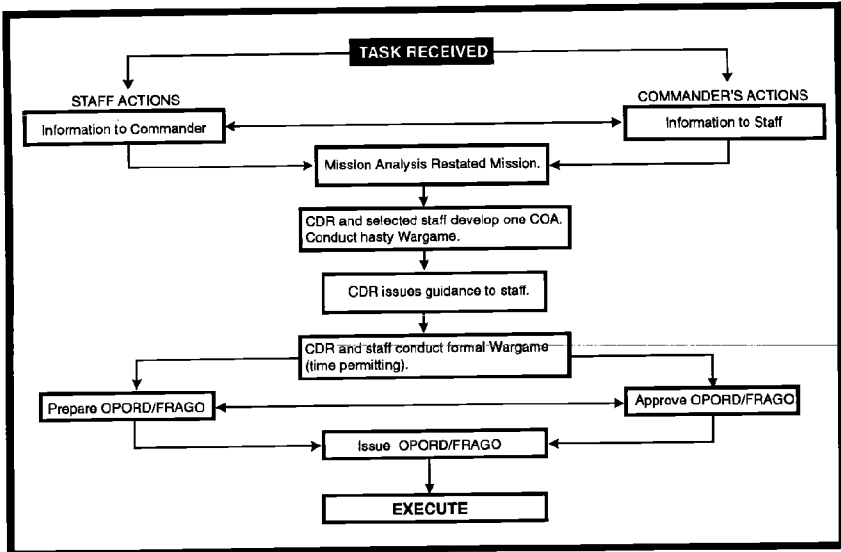 TASK RECEIVED
STAFF ACTIONS
COMMANDER'S ACTIONS
Information to Commander
Information to Staff
Mission Analysis Restated Mission.
CDR and selected staff develop one COA.
Conduct hasty Wargame.
CDR issues guidance to staff.
CDR and staff conduct formal Wargame
(time permitting).
Prepare OPORD/FRAGO
Approve OPORD/FRAGO
Issue OPORD/FRAGO
EXECUTE